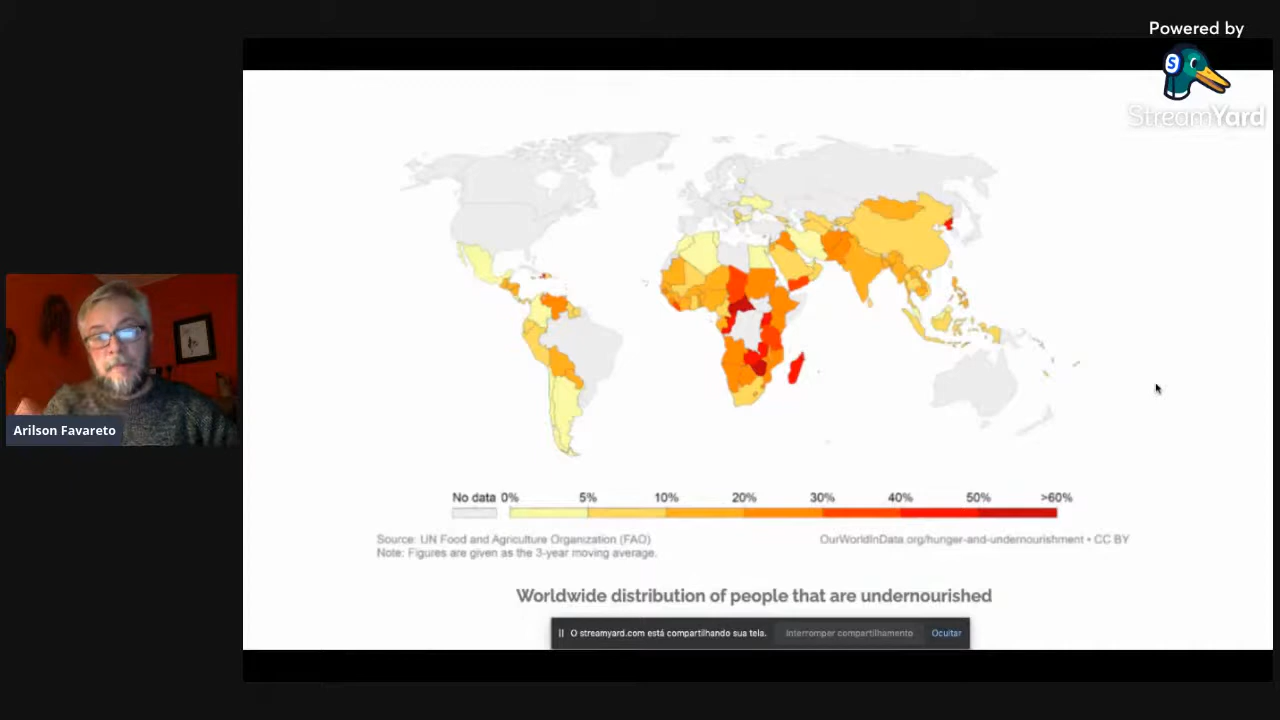 Powered by
StreamYard
Arilson Favareto
No data 0% 5% 10% 20% 30% 40% 50% >60%
Source: UN Food and Agriculture Organization (FAO)
OurWorldInData.org/hunger-and-undernourishment • CC BY
Note: Figures are given as the 3-year moving average.
Worldwide distribution of people that are undernourished
O streamyard.com está compartilhando sua tela. Interromper compartilhamento Ocultar